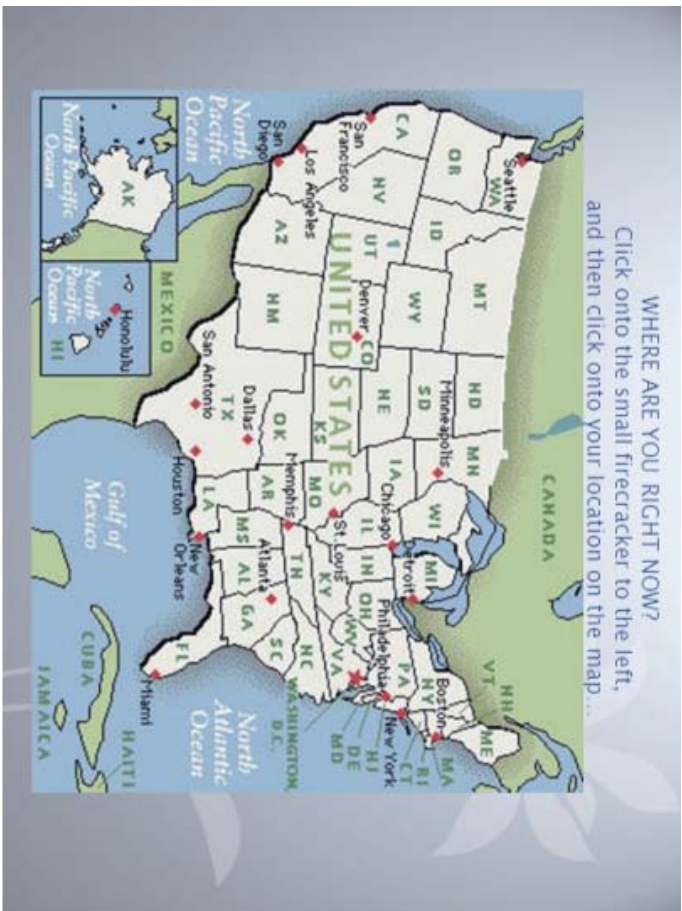 WHERE ARE YOU RIGHT NOW?
Click onto the small firecracker to the left,
and then click onto your location on the map...
CANADA
Seattle
WA
MT
ND
MN
OR
ID
WY
SD
Minneapolis
WI
MI
Detroit
VT
NH
ME
NY
Boston
MA
RI
CT
New York
PA
Philadelphia
NJ
DE
MD
WASHINGTON
D.C.
CA
NV
UT
Denver
CO
NE
IA
Chicago
IL
IN
OH
WV
VA
San
Francisco
UNITED STATES
KS
MO
St. Louis
KY
Los Angeles
San
Diego
AZ
NM
OK
AR
Memphis
TN
NC
SC
Dallas
TX
Atlanta
MS
AL
GA
LA
San Antonio
Houston
New
Orleans
FL
Miami
North
Pacific
Ocean
North
Atlantic
Ocean
MEXICO
Gulf of
Mexico
CUBA
HAITI
JAMAICA
AK
North Pacific
Ocean
Honolulu
North
Pacific
Ocean
HI